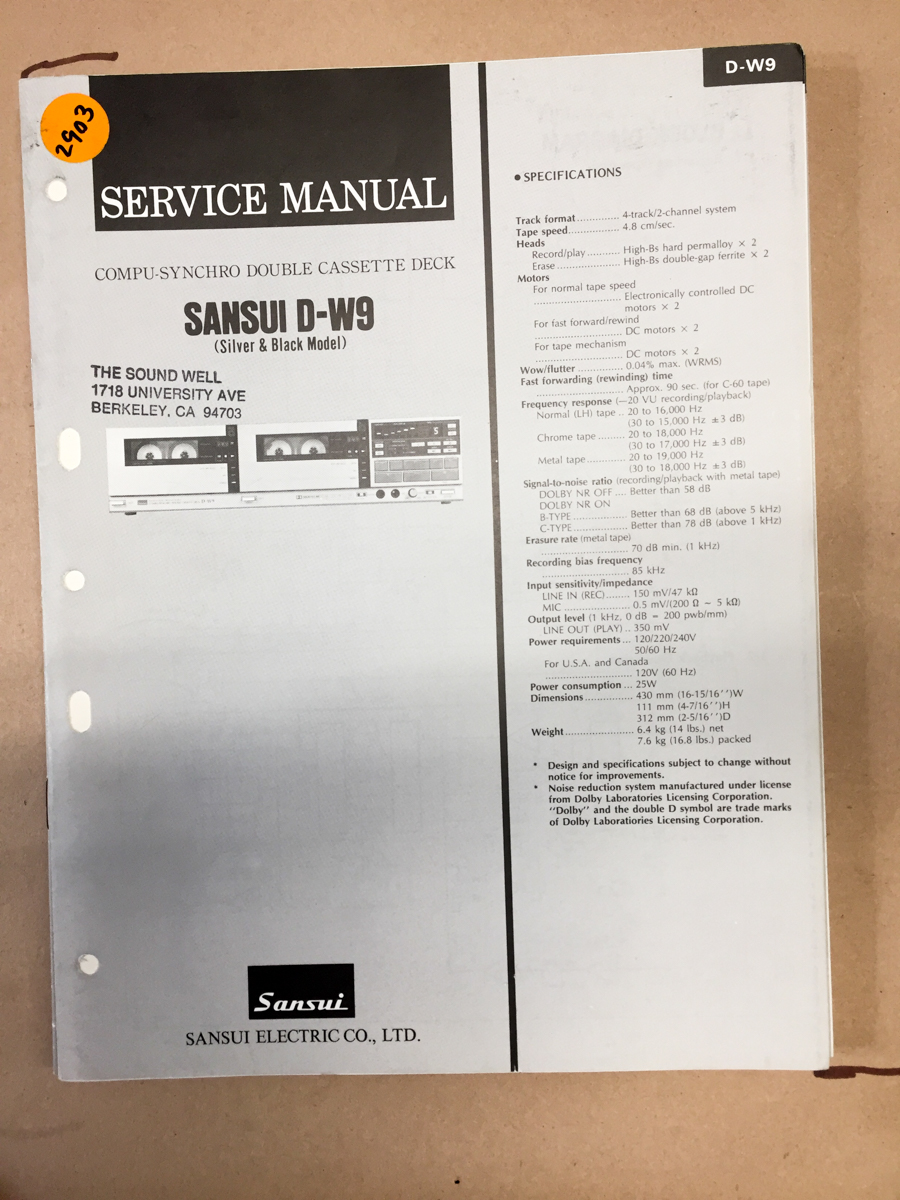 D-W9
2903
SERVICE MANUAL
COMPU-SYNCHRO DOUBLE CASSETTE DECK
SANSUI D-W9
(Silver & Black Model)
THE SOUND WELL
1718 UNIVERSITY AVE
BERKELEY, CA 94703
Sansui
SANSUI ELECTRIC CO., LTD.
● SPECIFICATIONS
Track format.............. 4-track/2-channel system
Tape speed................. 4.8 cm/sec.
Heads
Record/play .......... High-Bs hard permalloy × 2
Erase ................... High-Bs double-gap ferrite × 2
Motors
For normal tape speed
.......................... Electronically controlled DC
motors × 2
For fast forward/rewind
.......................... DC motors × 2
For tape mechanism
.......................... DC motors × 2
Wow/flutter .............. 0.04% max. (WRMS)
Fast forwarding (rewinding) time
.......................... Approx. 90 sec. (for C-60 tape)
Frequency response (—20 VU recording/playback)
Normal (LH) tape .. 20 to 16,000 Hz
(30 to 15,000 Hz ±3 dB)
Chrome tape ........ 20 to 18,000 Hz
(30 to 17,000 Hz ±3 dB)
Metal tape............ 20 to 19,000 Hz
(30 to 18,000 Hz ±3 dB)
Signal-to-noise ratio (recording/playback with metal tape)
DOLBY NR OFF .... Better than 58 dB
DOLBY NR ON
B-TYPE ................ Better than 68 dB (above 5 kHz)
C-TYPE................. Better than 78 dB (above 1 kHz)
Erasure rate (metal tape)
.......................... 70 dB min. (1 kHz)
Recording bias frequency
.......................... 85 kHz
Input sensitivity/impedance
LINE IN (REC)....... 150 mV/47 kΩ
MIC .................... 0.5 mV/(200 Ω ~ 5 kΩ)
Output level (1 kHz, 0 dB = 200 pwb/mm)
LINE OUT (PLAY) .. 350 mV
Power requirements ... 120/220/240V
50/60 Hz
For U.S.A. and Canada
.......................... 120V (60 Hz)
Power consumption ... 25W
Dimensions ............... 430 mm (16-15/16′′)W
111 mm (4-7/16′′)H
312 mm (2-5/16′′)D
Weight...................... 6.4 kg (14 lbs.) net
7.6 kg (16.8 lbs.) packed
* Design and specifications subject to change without
notice for improvements.
* Noise reduction system manufactured under license
from Dolby Laboratories Licensing Corporation.
"Dolby" and the double D symbol are trade marks
of Dolby Laboratiories Licensing Corporation.